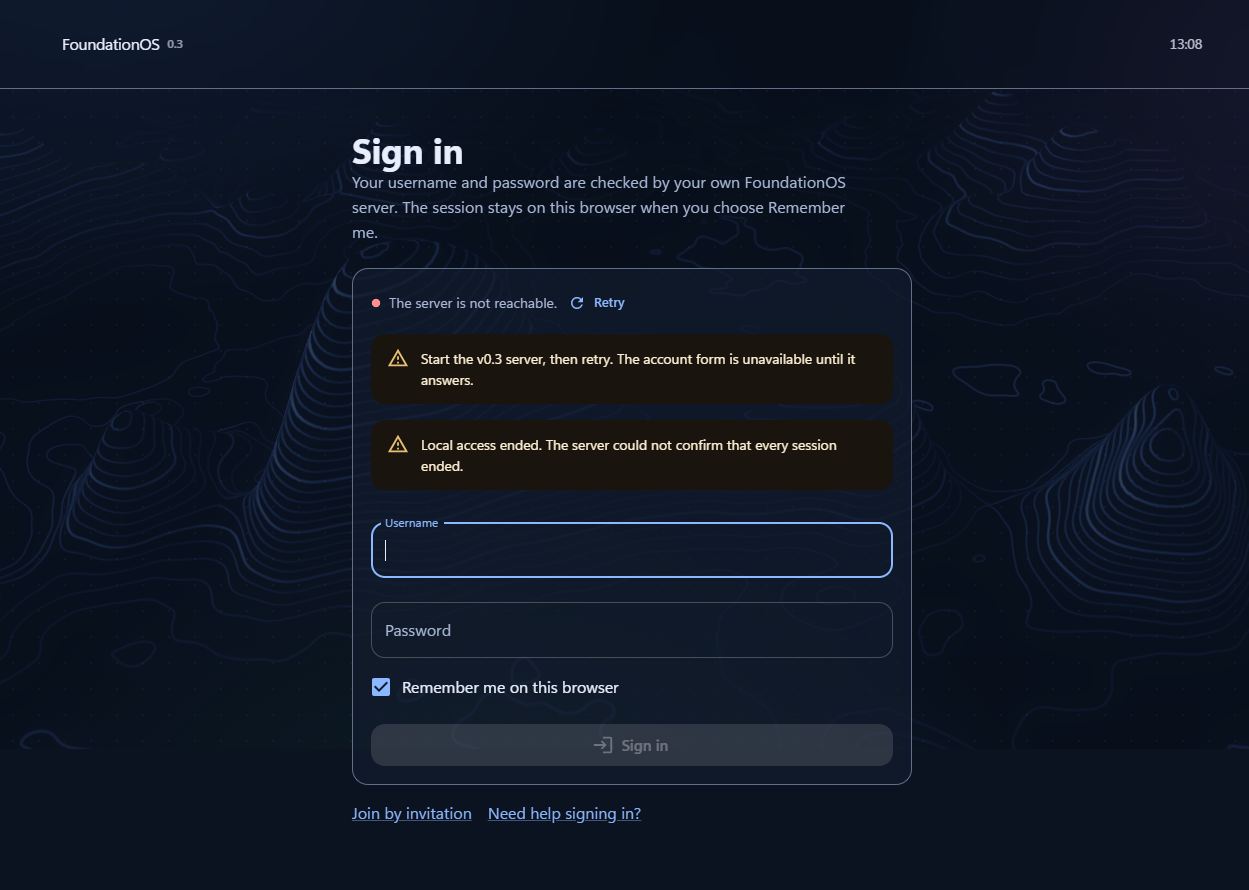 FoundationOS 0.3
13:08
Sign in
Your username and password are checked by your own FoundationOS
server. The session stays on this browser when you choose Remember
me.
The server is not reachable. Retry
Start the v0.3 server, then retry. The account form is unavailable until it
answers.
Local access ended. The server could not confirm that every session
ended.
Username
Password
Remember me on this browser
Sign in
Join by invitation Need help signing in?